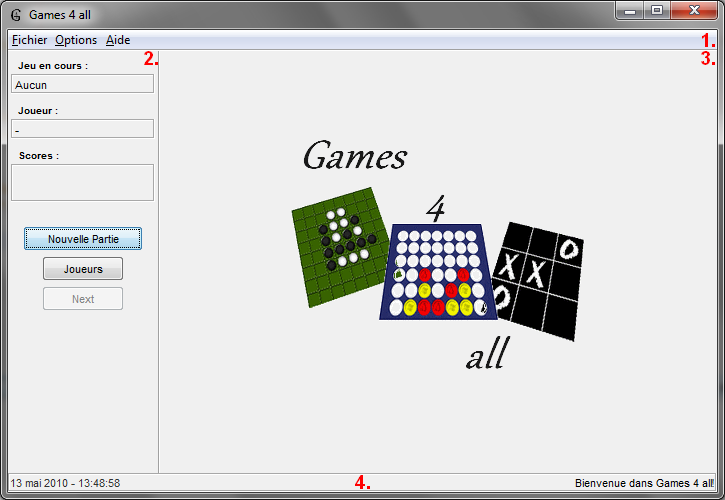 Games 4 all
Fichier Options Aide
1.
2.
3.
Jeu en cours :
Aucun
Joueur :
-
Scores :
Nouvelle Partie
Joueurs
Next
Games
4
all
X X O
O
13 mai 2010 - 13:48:58
4.
Bienvenue dans Games 4 all!